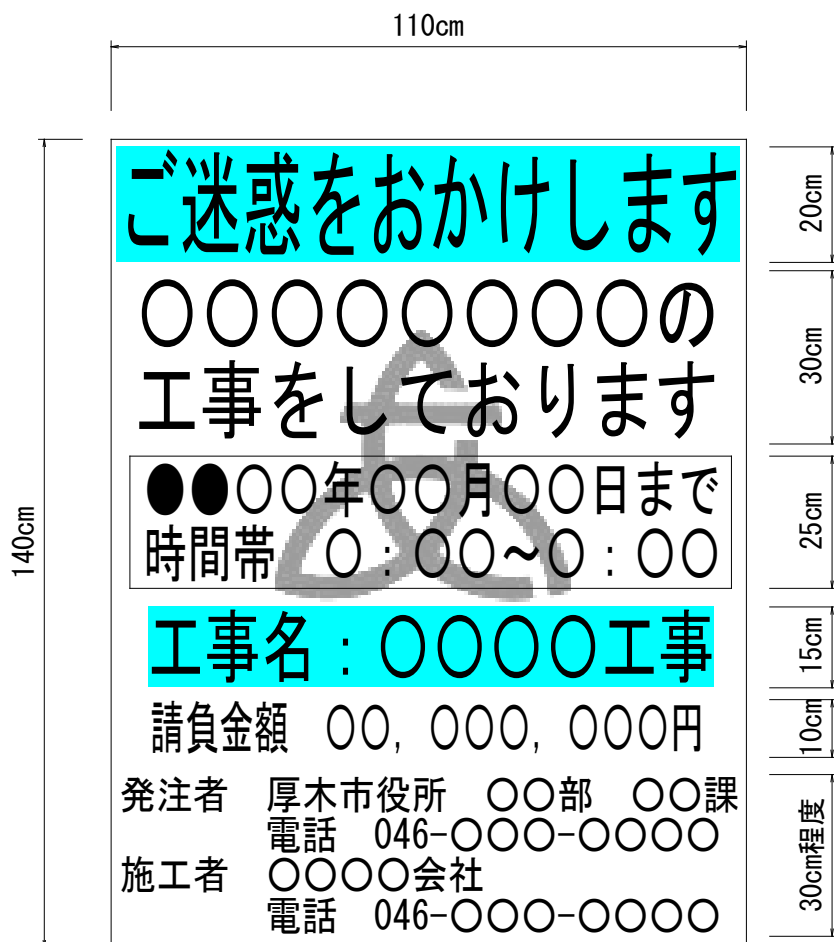 110cm
140cm
ご迷惑をおかけします
20cm
○○○○○○○○の
工事をしております
30cm
●●○○年○○月○○日まで
時間帯　○：○○～○：○○
25cm
工事名：○○○○工事
15cm
請負金額　○○，○○○，○○○円
10cm
発注者　厚木市役所　○○部　○○課
電話　046-○○○-○○○○
施工者　○○○○会社
電話　046-○○○-○○○○
30cm程度